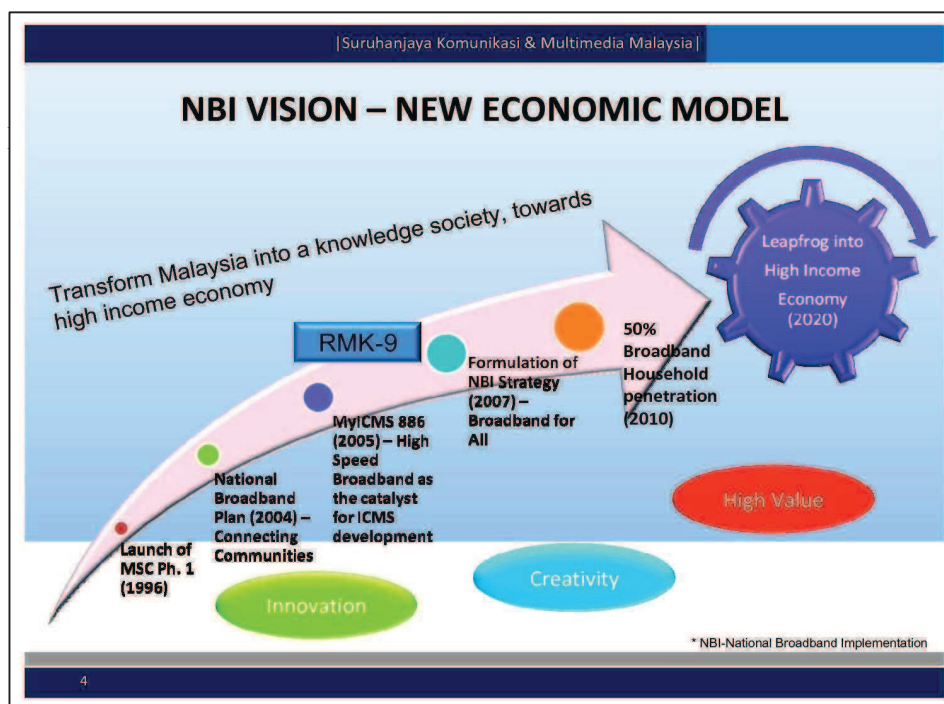 |Suruhanjaya Komunikasi & Multimedia Malaysia|
NBI VISION – NEW ECONOMIC MODEL
Transform Malaysia into a knowledge society, towards
high income economy
Leapfrog into
High Income
Economy
(2020)
RMK-9
50%
Broadband
Household
penetration
(2010)
Formulation of
NBI Strategy
(2007) –
Broadband for
All
MyICMS 886
(2005) – High
Speed
Broadband as
the catalyst
for ICMS
development
National
Broadband
Plan (2004) –
Connecting
Communities
Launch of
MSC Ph. 1
(1996)
High Value
Creativity
Innovation
* NBI-National Broadband Implementation
4